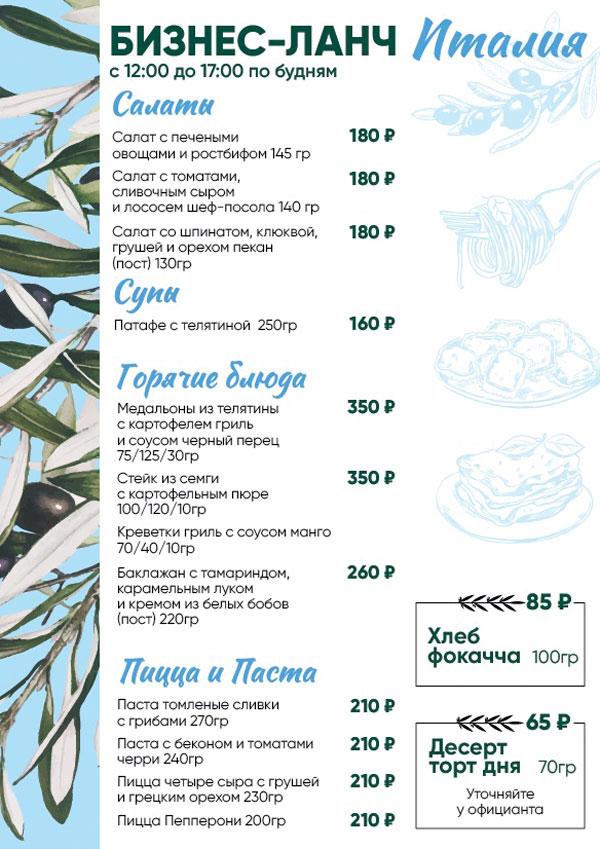 БИЗНЕС-ЛАНЧ Италия
с 12:00 до 17:00 по будням
Салаты
Салат с печеными 180 ₽
овощами и ростбифом 145 гр
Салат с томатами, 180 ₽
сливочным сыром
и лососем шеф-посола 140 гр
Салат со шпинатом, клюквой, 180 ₽
грушей и орехом пекан
(пост) 130гр
Супы
Патафе с телятиной 250гр 160 ₽
Горячие блюда
Медальоны из телятины 350 ₽
с картофелем гриль
и соусом черный перец
75/125/30гр
Стейк из семги 350 ₽
с картофельным пюре
100/120/10гр
Креветки гриль с соусом манго
70/40/10гр
Баклажан с тамариндом, 260 ₽
карамельным луком
и кремом из белых бобов
(пост) 220гр
Пицца и Паста
Паста томленые сливки 210 ₽
с грибами 270гр
Паста с беконом и томатами 210 ₽
черри 240гр
Пицца четыре сыра с грушей 210 ₽
и грецким орехом 230гр
Пицца Пепперони 200гр 210 ₽
85 ₽
Хлеб
фокачча 100гр
65 ₽
Десерт
торт дня 70гр
Уточняйте
у официанта